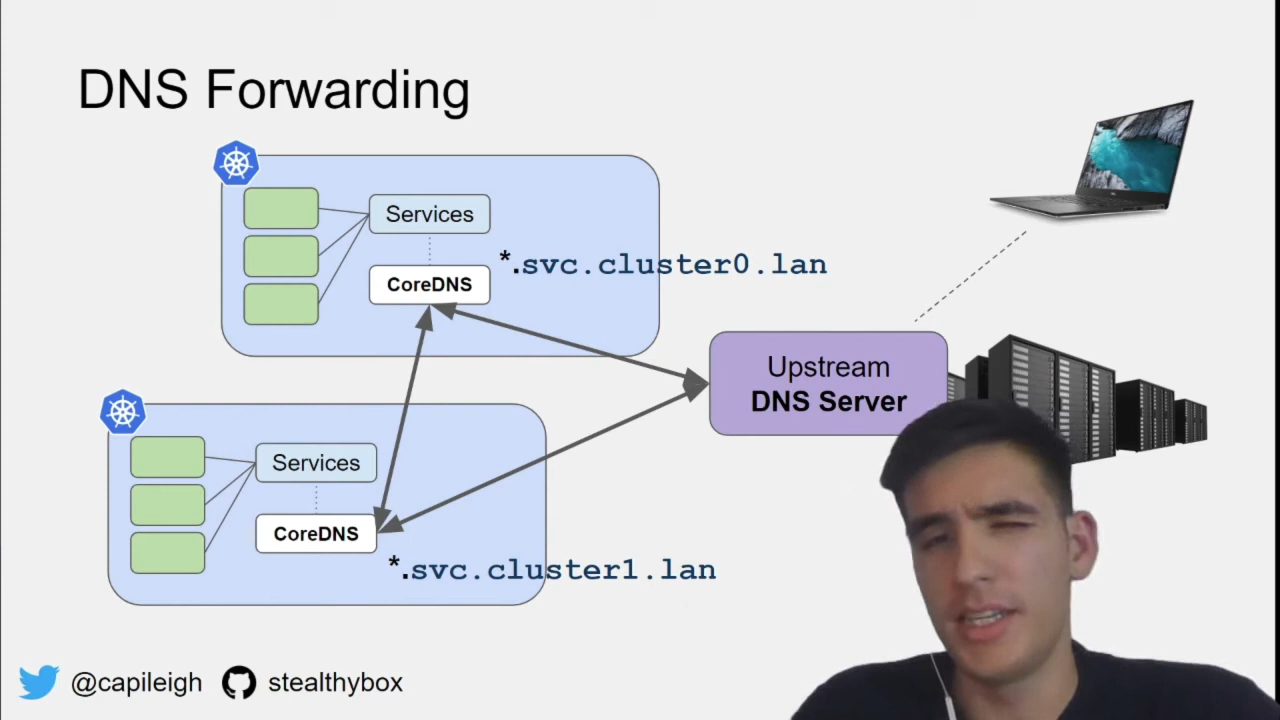 DNS Forwarding
Services
CoreDNS
*.svc.cluster0.lan
Upstream
DNS Server
Services
CoreDNS
*.svc.cluster1.lan
@capileigh
stealthybox